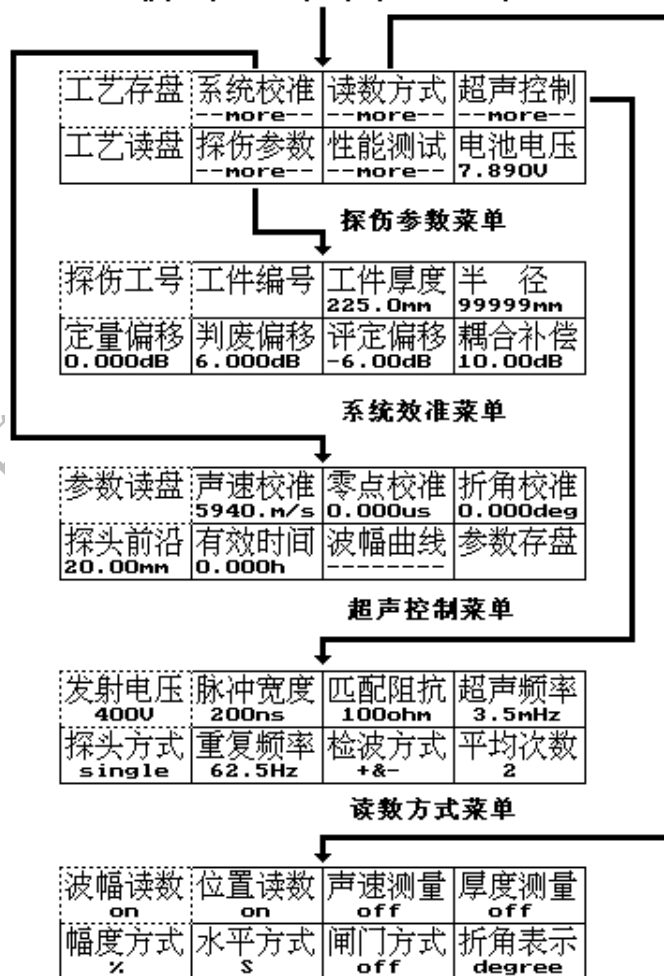 工艺存盘 系统校准 读数方式 超声控制
--more-- --more-- --more--
工艺读盘 探伤参数 性能测试 电池电压
--more-- --more-- 7.890V
探伤参数菜单
探伤工号 工件编号 工件厚度 半 径
225.0mm 99999mm
定量偏移 判废偏移 评定偏移 耦合补偿
0.000dB 6.000dB -6.00dB 10.00dB
系统效准菜单
参数读盘 声速校准 零点校准 折角校准
5940.m/s 0.000us 0.000deg
探头前沿 有效时间 波幅曲线 参数存盘
20.00mm 0.000h --------
超声控制菜单
发射电压 脉冲宽度 匹配阻抗 超声频率
400V 200ns 100ohm 3.5mHz
探头方式 重复频率 检波方式 平均次数
single 62.5Hz +&- 2
读数方式菜单
波幅读数 位置读数 声速测量 厚度测量
on on off off
幅度方式 水平方式 闸门方式 折角表示
% S off degree